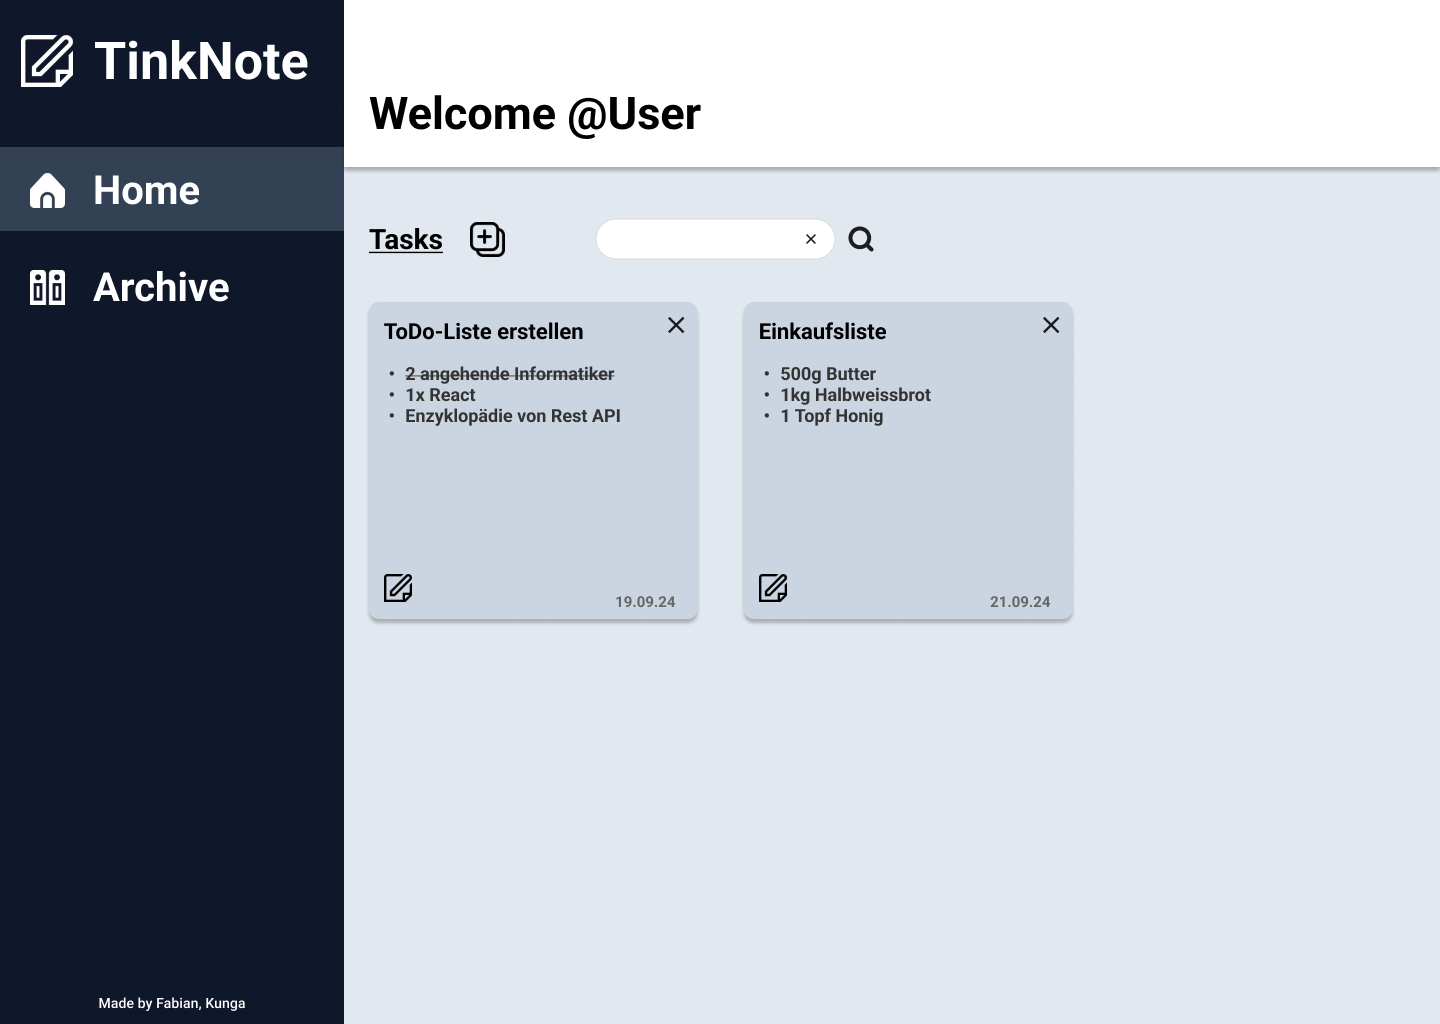 TinkNote
Home
Archive
Made by Fabian, Kunga
Welcome @User
Tasks
ToDo-Liste erstellen
• 2 angehende Informatiker
• 1x React
• Enzyklopädie von Rest API
19.09.24
Einkaufsliste
• 500g Butter
• 1kg Halbweissbrot
• 1 Topf Honig
21.09.24